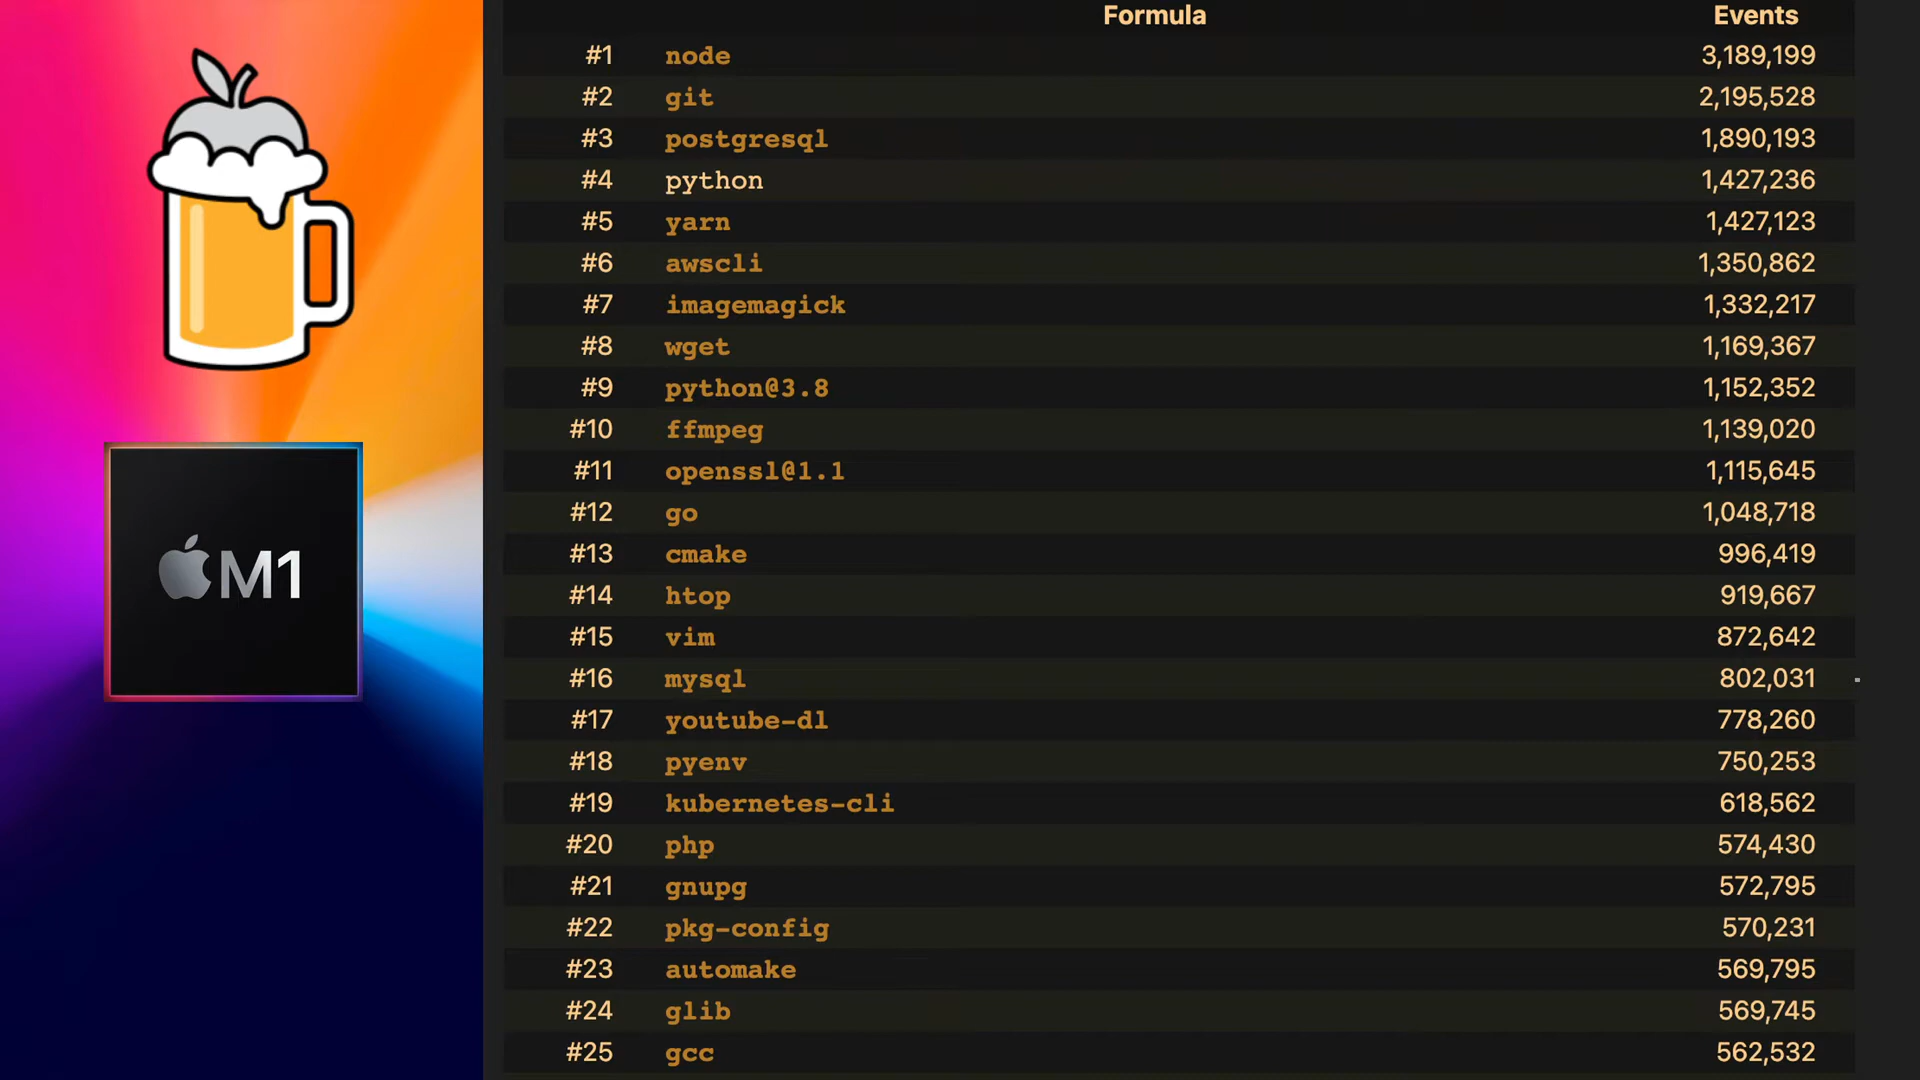 Formula Events
#1 node 3,189,199
#2 git 2,195,528
#3 postgresql 1,890,193
#4 python 1,427,236
#5 yarn 1,427,123
#6 awscli 1,350,862
#7 imagemagick 1,332,217
#8 wget 1,169,367
#9 python@3.8 1,152,352
#10 ffmpeg 1,139,020
#11 openssl@1.1 1,115,645
#12 go 1,048,718
#13 cmake 996,419
M1
#14 htop 919,667
#15 vim 872,642
#16 mysql 802,031
#17 youtube-dl 778,260
#18 pyenv 750,253
#19 kubernetes-cli 618,562
#20 php 574,430
#21 gnupg 572,795
#22 pkg-config 570,231
#23 automake 569,795
#24 glib 569,745
#25 gcc 562,532